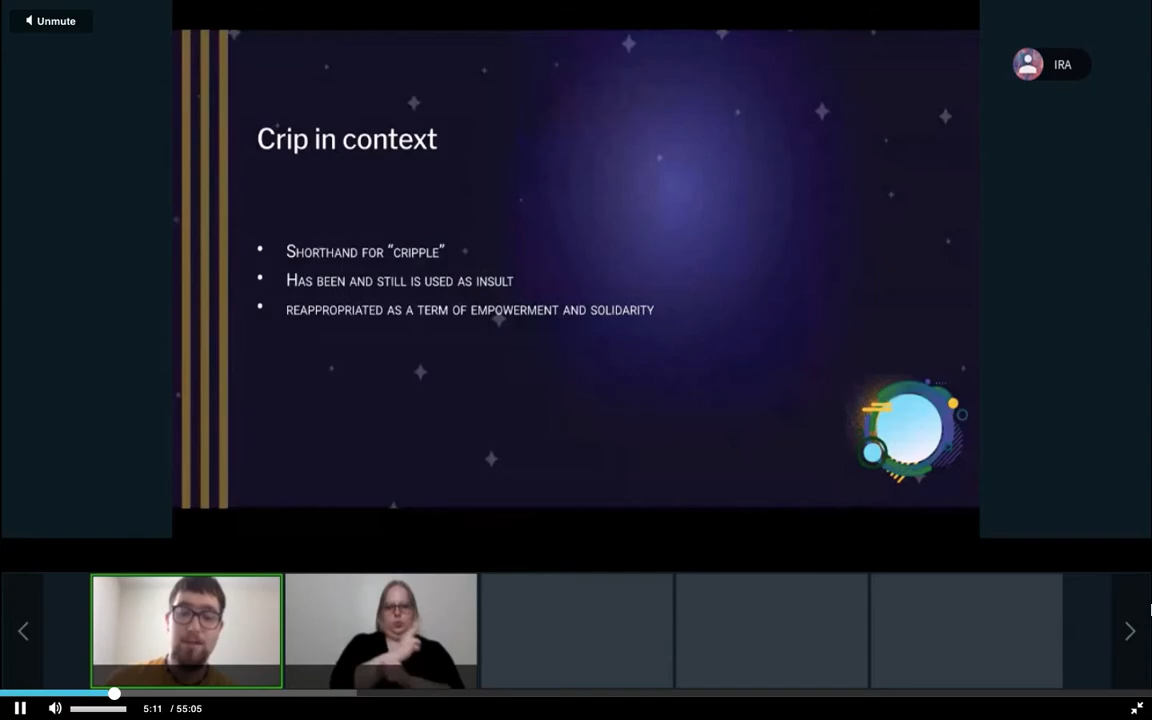 Unmute
IRA
Crip in context
• Shorthand for “cripple”
• Has been and still is used as insult
• reappropriated as a term of empowerment and solidarity
5:11 / 55:05